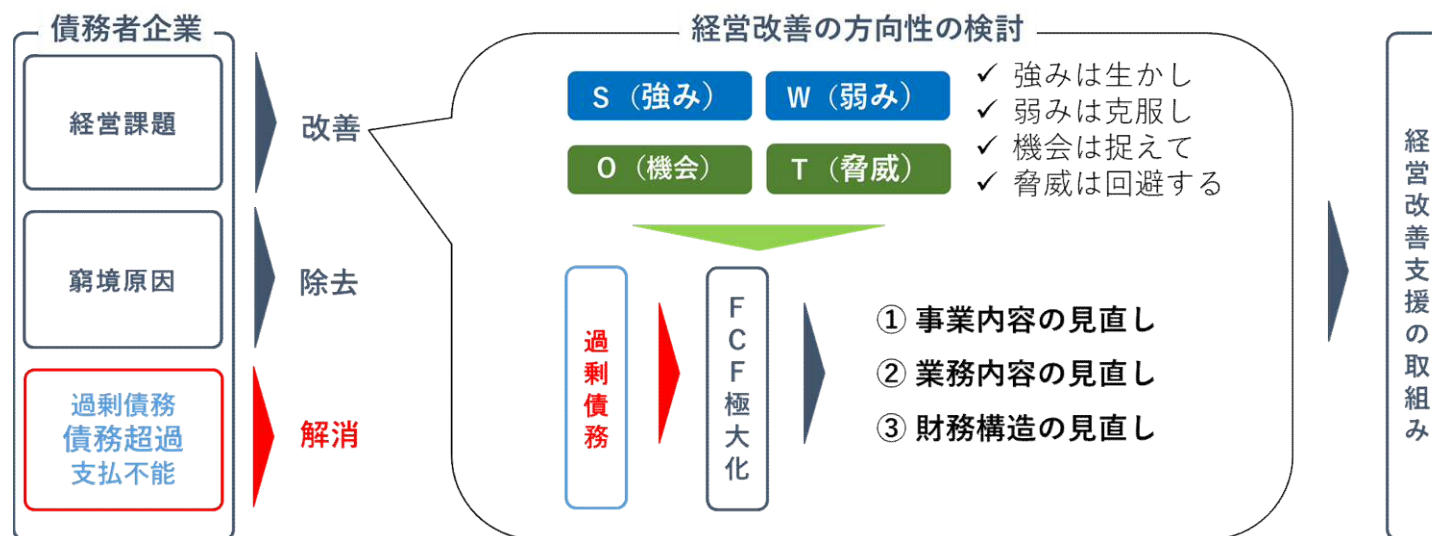 債務者企業
経営課題
改善
窮境原因
除去
過剰債務
債務超過
支払不能
解消
経営改善の方向性の検討
S（強み）
W（弱み）
O（機会）
T（脅威）
✓ 強みは生かし
✓ 弱みは克服し
✓ 機会は捉えて
✓ 脅威は回避する
過剰債務
FCF極大化
① 事業内容の見直し
② 業務内容の見直し
③ 財務構造の見直し
経営改善支援の取組み